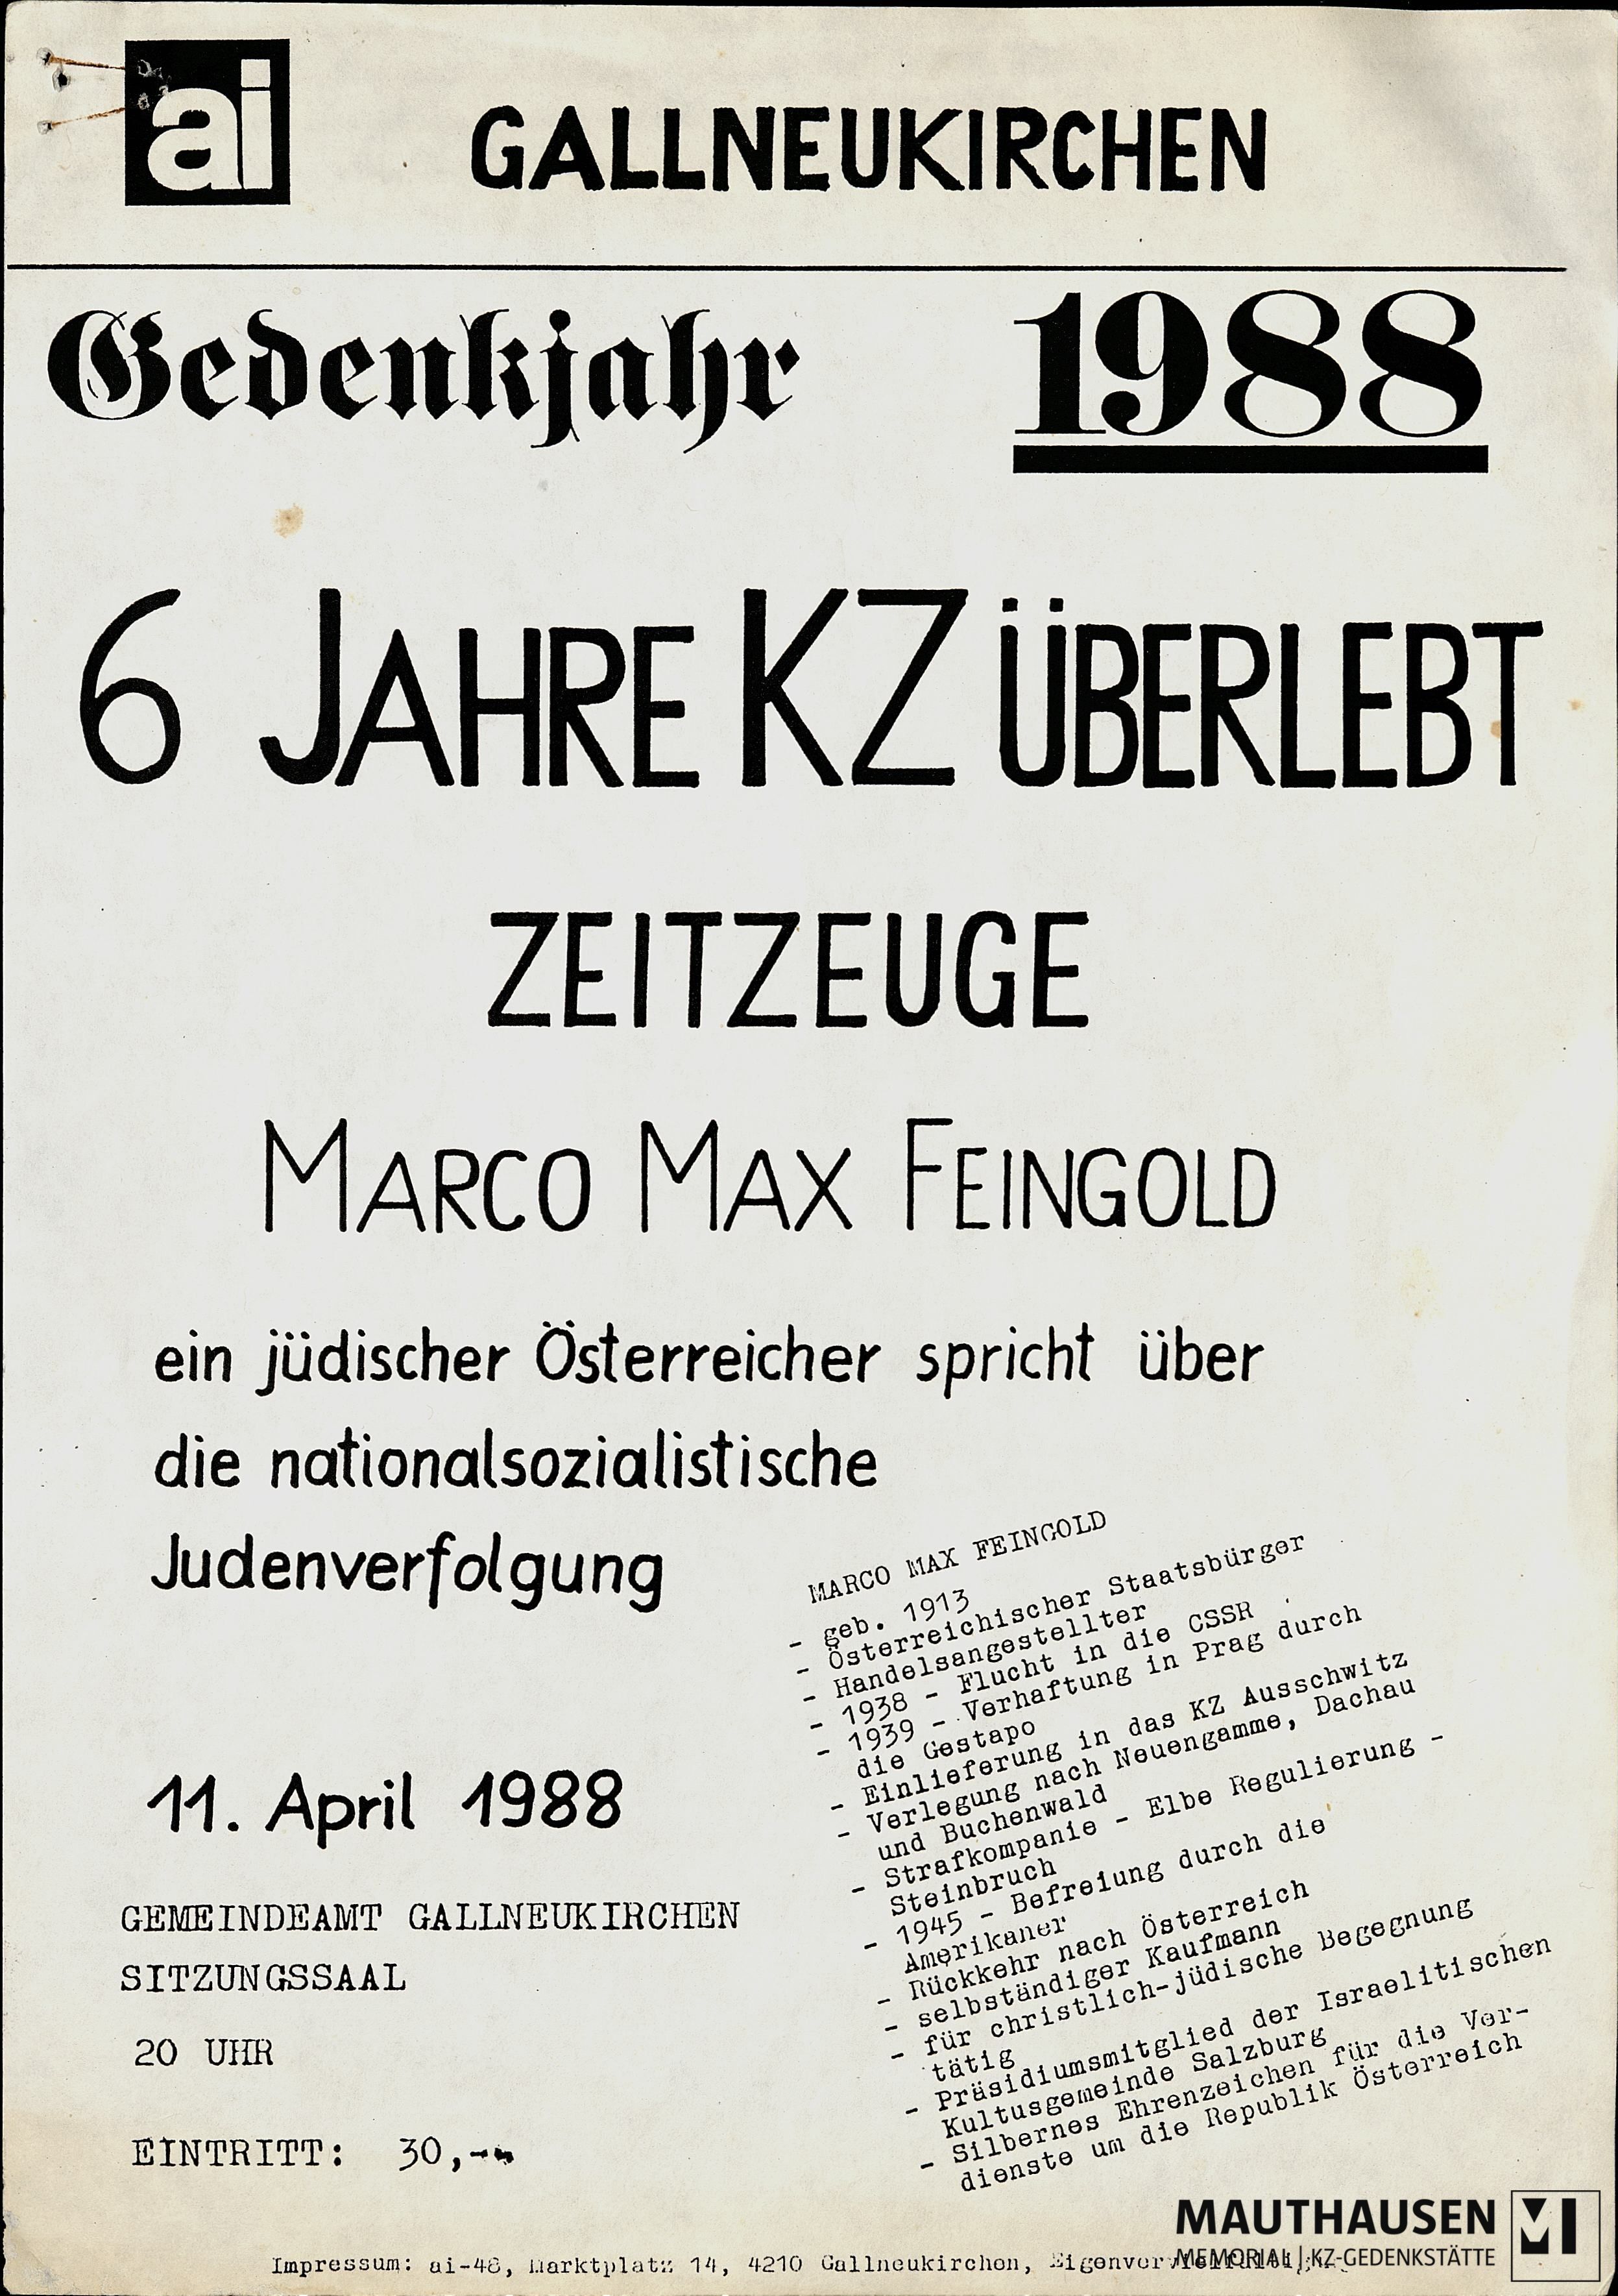 ai
GALLNEUKIRCHEN
Gedenkjahr 1988
6 JAHRE KZ ÜBERLEBT
ZEITZEUGE
MARCO MAX FEINGOLD
ein jüdischer Österreicher spricht über
die nationalsozialistische
Judenverfolgung
11. April 1988
GEMEINDEAMT GALLNEUKIRCHEN
SITZUNGSSAAL
20 UHR
EINTRITT: 30,--
MARCO MAX FEINGOLD
- geb. 1913
- Österreichischer Staatsbürger
- Handelsangestellter
- 1938 - Flucht in die CSSR
- 1939 - Verhaftung in Prag durch
die Gestapo
- Einlieferung in das KZ Ausschwitz
- Verlegung nach Neuengamme, Dachau
und Buchenwald
- Strafkompanie - Elbe Regulierung -
Steinbruch
- 1945 - Befreiung durch die
Amerikaner
- Rückkehr nach Österreich
- selbständiger Kaufmann
- für christlich-jüdische Begegnung
tätig
- Präsidiumsmitglied der Israelitischen
Kultusgemeinde Salzburg
- Silbernes Ehrenzeichen für die Ver-
dienste um die Republik Österreich
Impressum: ai-48, Marktplatz 14, 4210 Gallneukirchen,
MAUTHAUSEN
MEMORIAL | KZ-GEDENKSTÄTTE